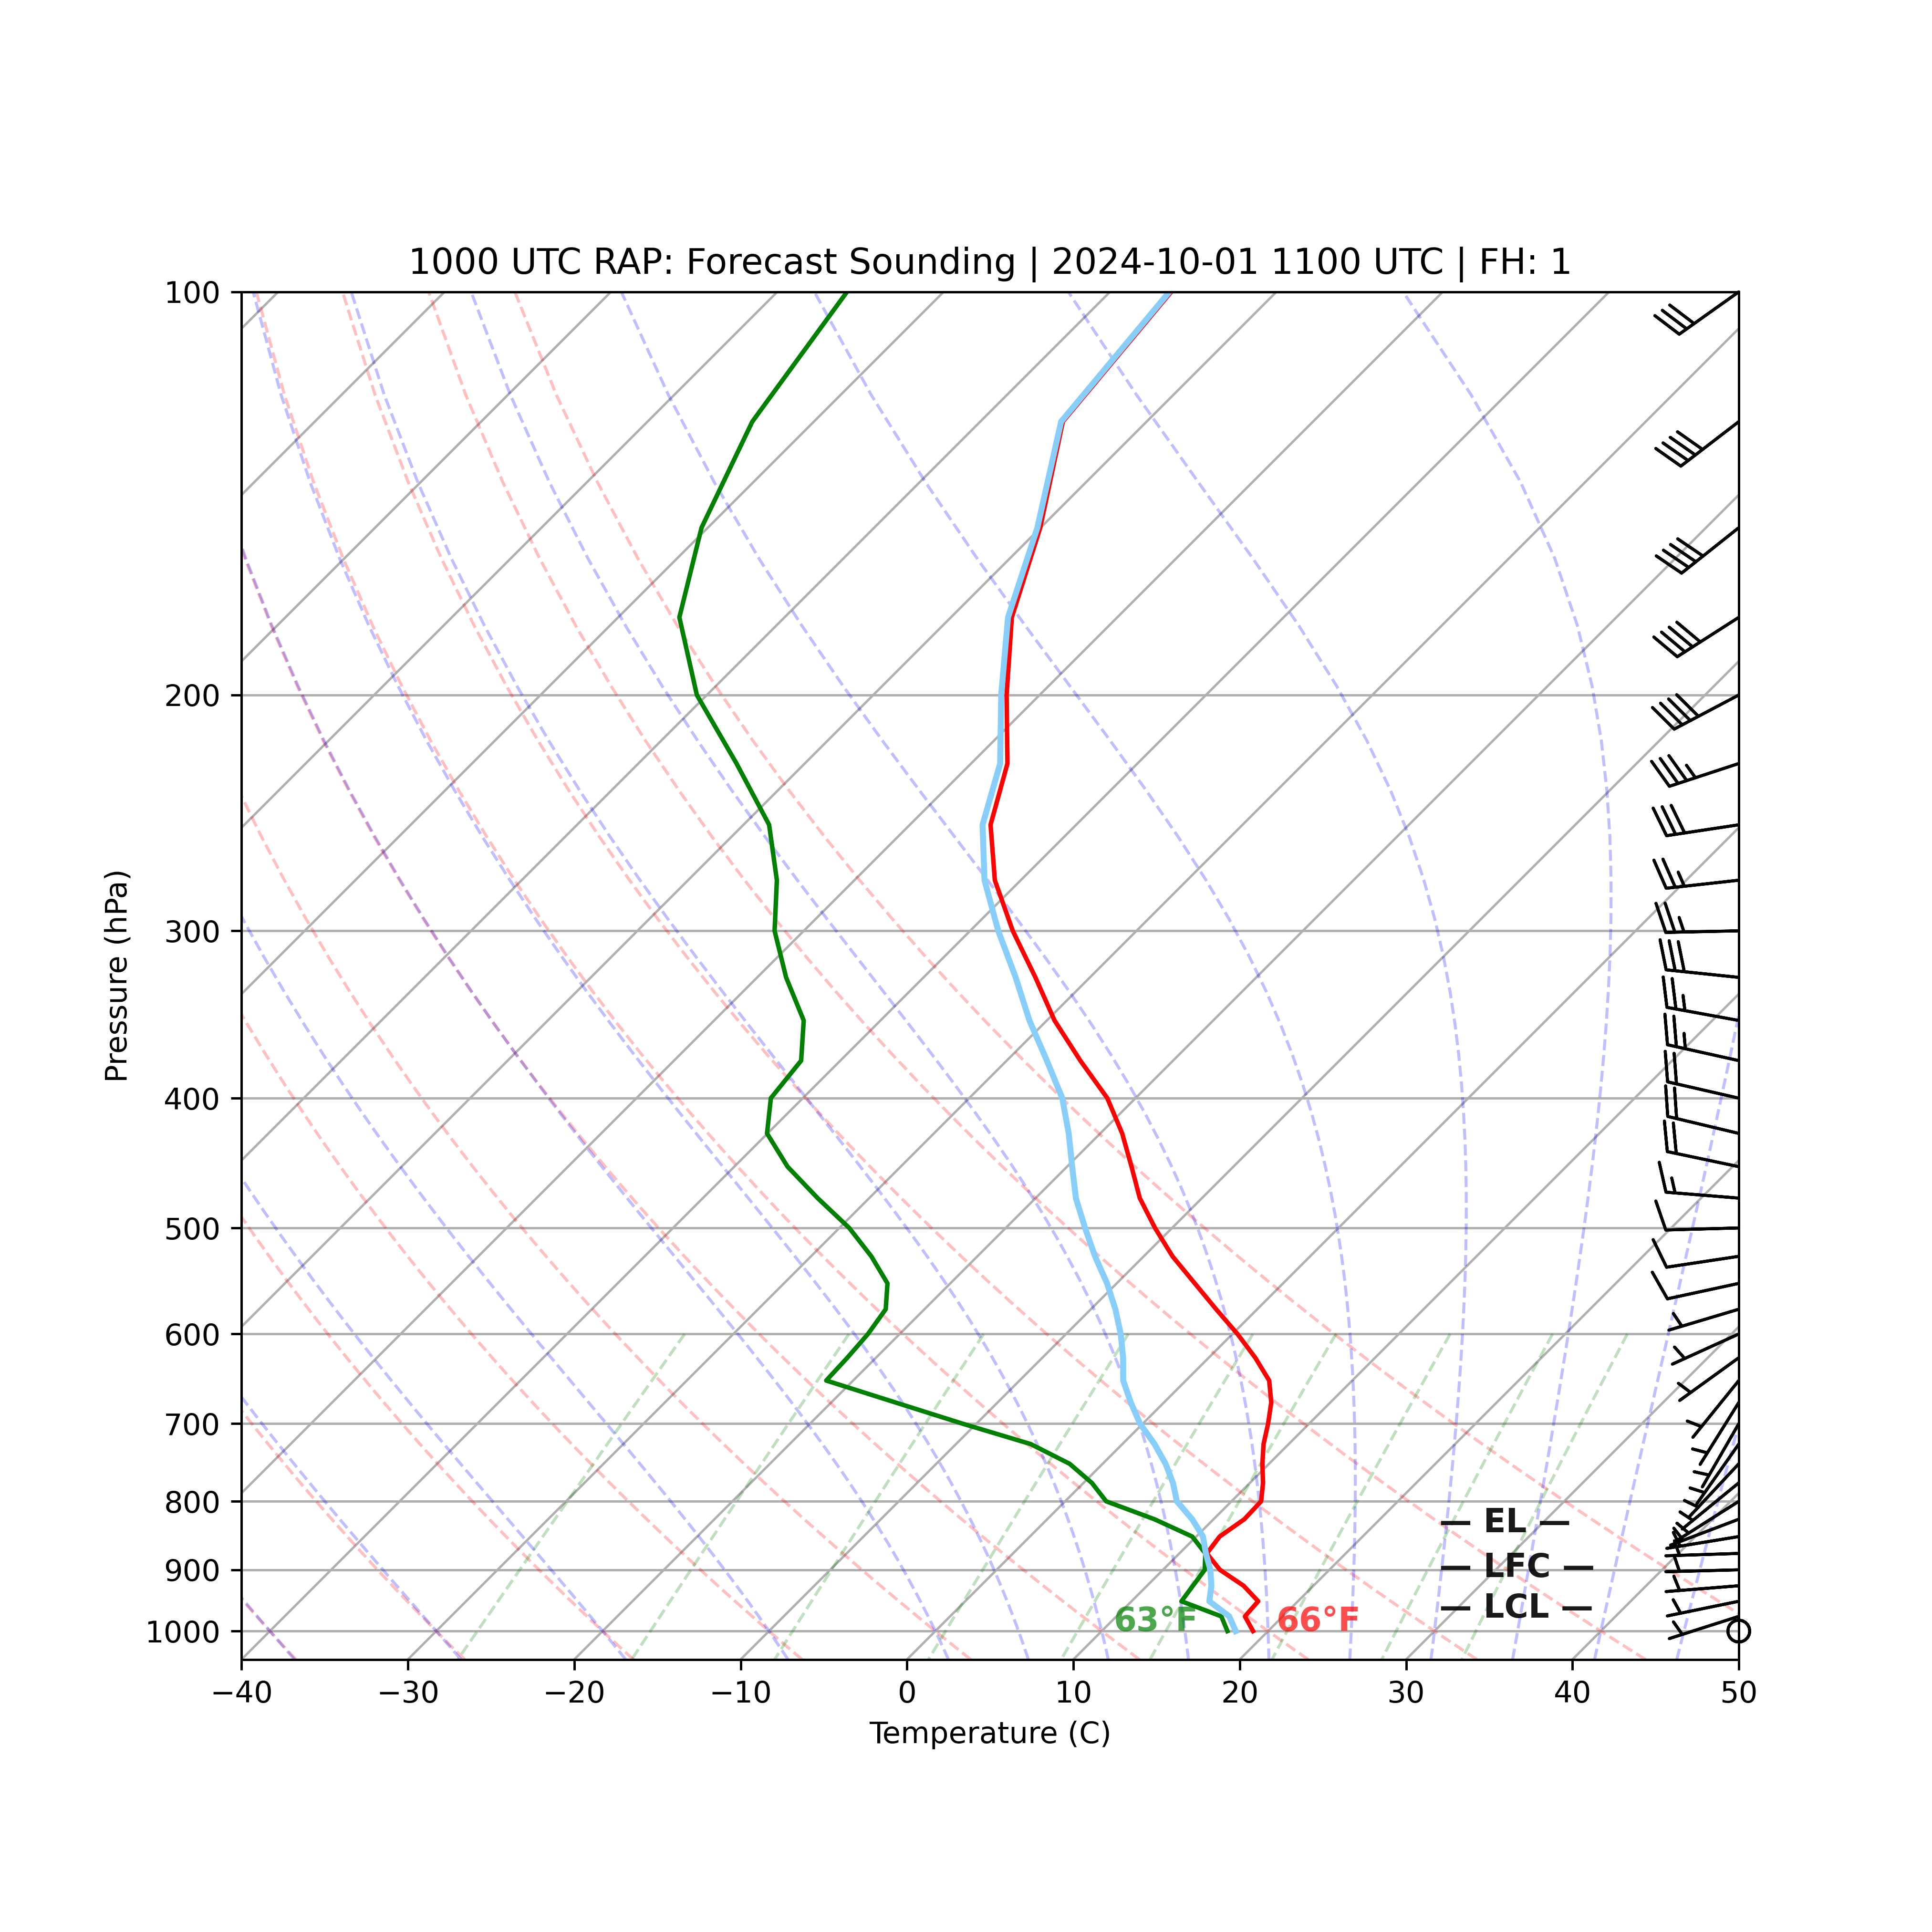 1000 UTC RAP: Forecast Sounding | 2024-10-01 1100 UTC | FH: 1
100
200
300
400
500
600
700
800
900
1000
Pressure (hPa)
— EL —
— LFC —
— LCL —
63°F 66°F
−40 −30 −20 −10 0 10 20 30 40 50
Temperature (C)